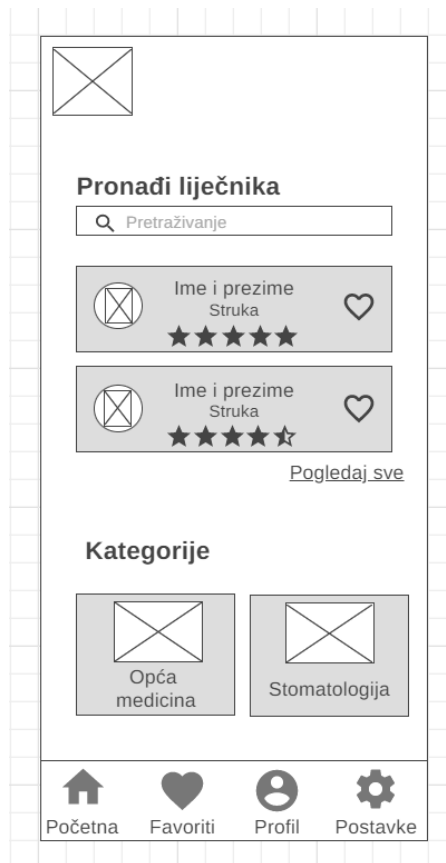 Pronađi liječnika
Pretraživanje
Ime i prezime
Struka
Ime i prezime
Struka
Pogledaj sve
Kategorije
Opća
medicina
Stomatologija
Početna
Favoriti
Profil
Postavke